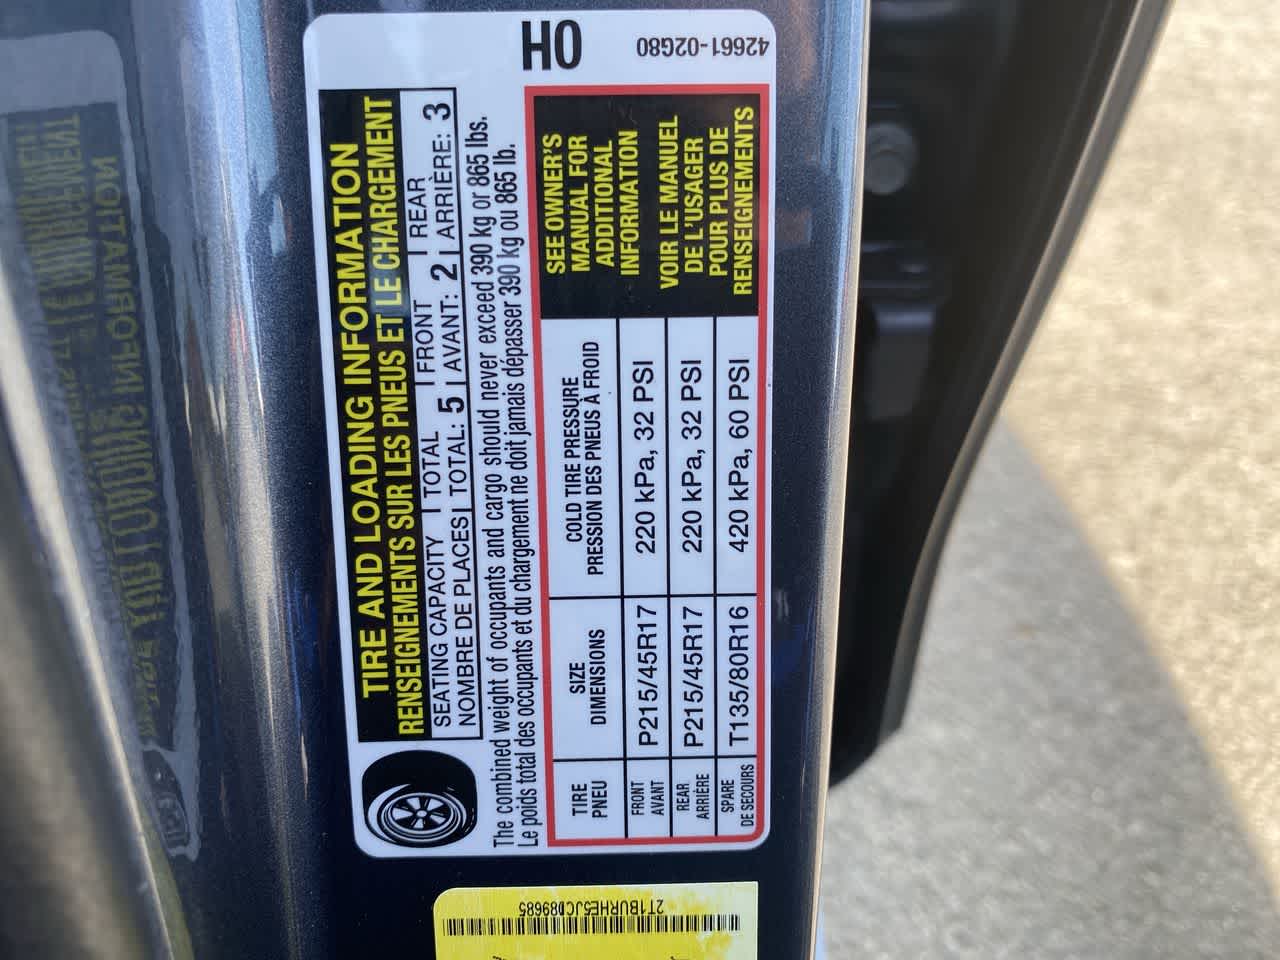 H0
42661-02G80
TIRE AND LOADING INFORMATION
RENSEIGNEMENTS SUR LES PNEUS ET LE CHARGEMENT
SEATING CAPACITY TOTAL FRONT REAR
NOMBRE DE PLACES TOTAL: 5 AVANT: 2 ARRIÈRE: 3
The combined weight of occupants and cargo should never exceed 390 kg or 865 lbs.
Le poids total des occupants et du chargement ne doit jamais dépasser 390 kg ou 865 lb.
TIRE
PNEU
SIZE
DIMENSIONS
COLD TIRE PRESSURE
PRESSION DES PNEUS À FROID
SEE OWNER'S
MANUAL FOR
ADDITIONAL
INFORMATION
VOIR LE MANUEL
DE L'USAGER
POUR PLUS DE
RENSEIGNEMENTS
FRONT
AVANT
P215/45R17
220 kPa, 32 PSI
REAR
ARRIÈRE
P215/45R17
220 kPa, 32 PSI
SPARE
DE SECOURS
T135/80R16
420 kPa, 60 PSI
2T1BURHE5JC089685